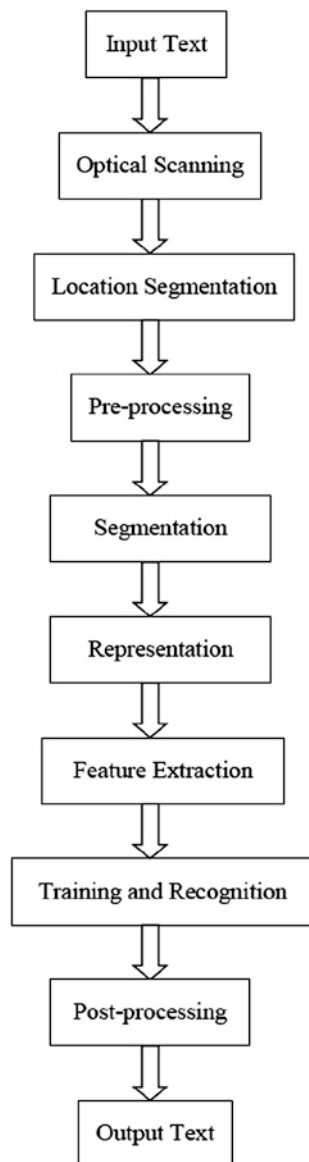 Input Text
Optical Scanning
Location Segmentation
Pre-processing
Segmentation
Representation
Feature Extraction
Training and Recognition
Post-processing
Output Text